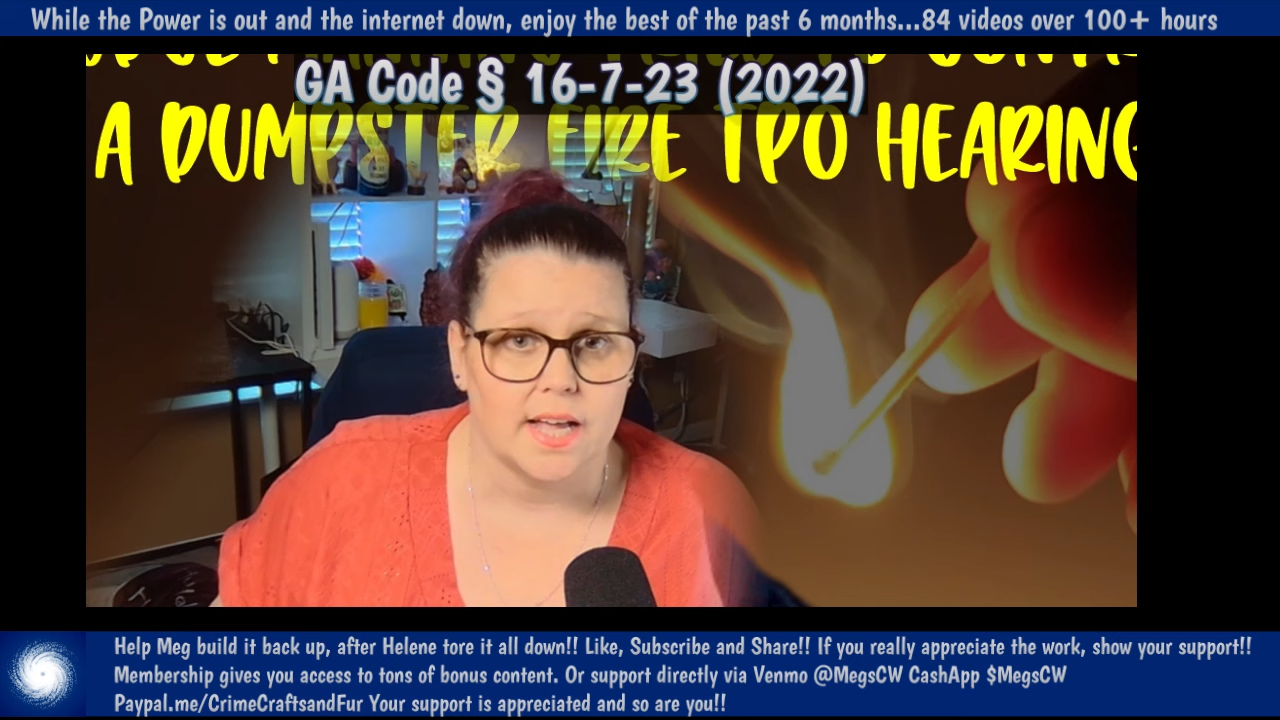 While the Power is out and the internet down, enjoy the best of the past 6 months...84 videos over 100+ hours
GA Code § 16-7-23 (2022)
A DUMPSTER FIRE TPO HEARING
Help Meg build it back up, after Helene tore it all down!! Like, Subscribe and Share!! If you really appreciate the work, show your support!!
Membership gives you access to tons of bonus content. Or support directly via Venmo @MegsCW CashApp $MegsCW
Paypal.me/CrimeCraftsandFur Your support is appreciated and so are you!!